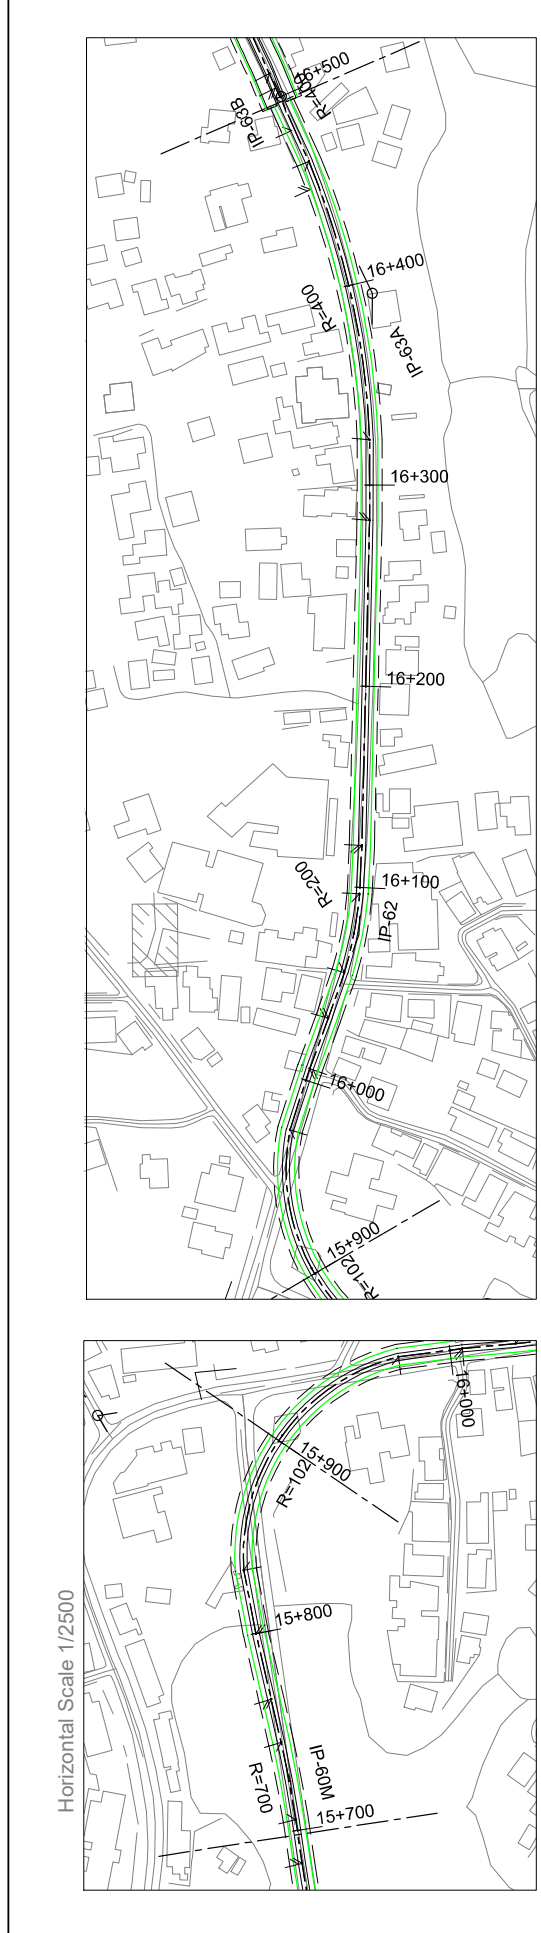 16+500
R=400
IP-63B
16+400
R=400
IP-63A
16+300
16+200
R=200
16+100
IP-62
16+000
15+900
R=102
16+000
15+900
R=102
15+800
Horizontal Scale 1/2500
IP-60M
R=700
15+700